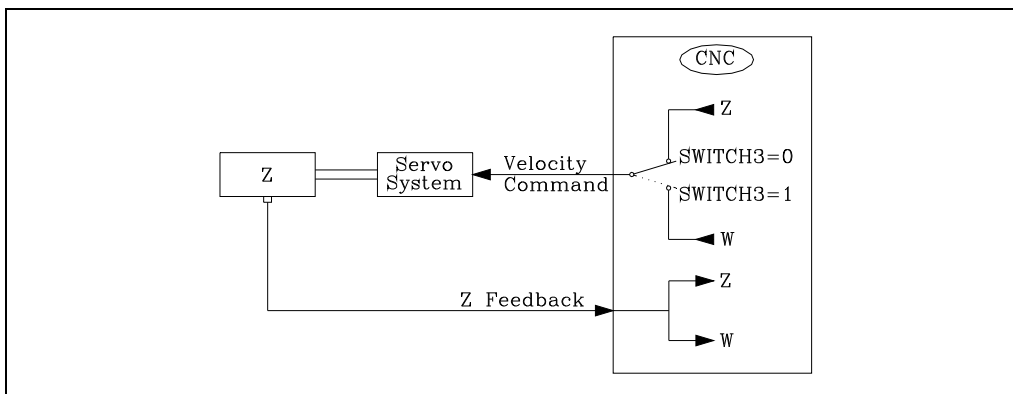 CNC
Z
SWITCH3=0
Z
Servo
System
Velocity
Command
SWITCH3=1
W
Z
Z Feedback
W